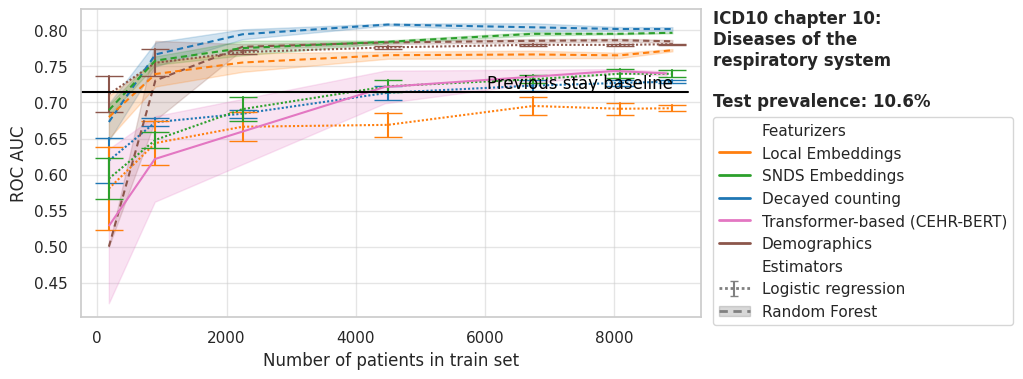 ROC AUC
0.80
0.75
0.70
0.65
0.60
0.55
0.50
0.45
Previous stay baseline
0
2000
4000
6000
8000
Number of patients in train set
ICD10 chapter 10:
Diseases of the
respiratory system
Test prevalence: 10.6%
Featurizers
Local Embeddings
SNDS Embeddings
Decayed counting
Transformer-based (CEHR-BERT)
Demographics
Estimators
Logistic regression
Random Forest